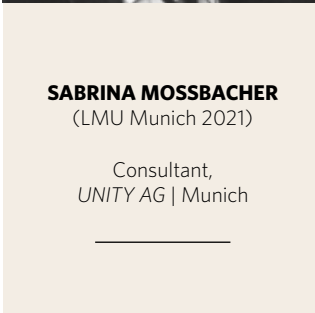 SABRINA MOSSBACHER
(LMU Munich 2021)
Consultant,
UNITY AG | Munich